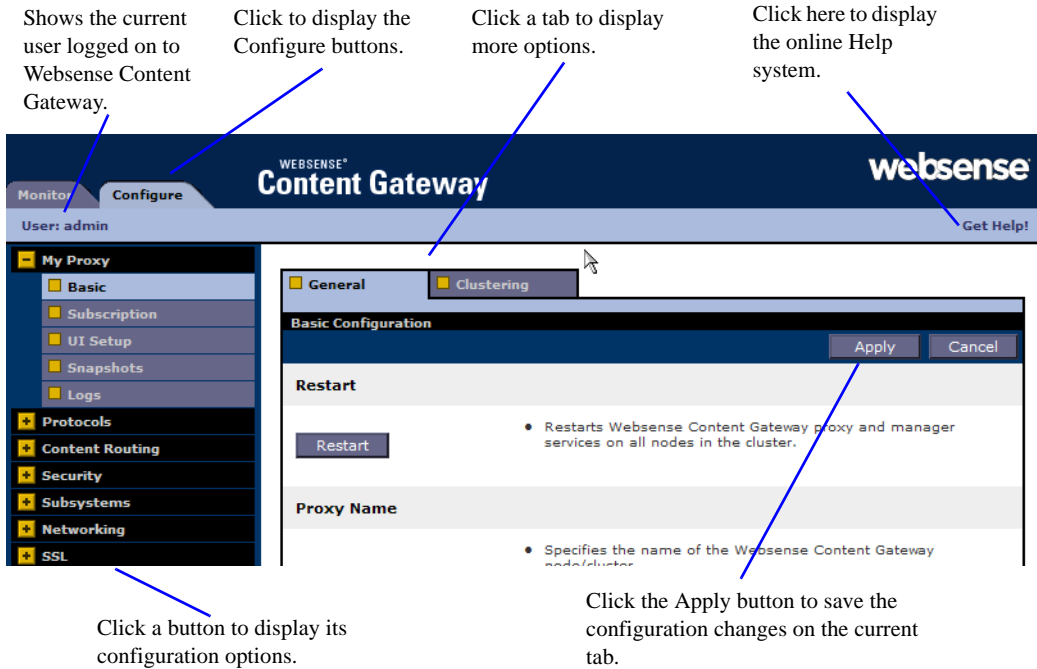 Shows the current
user logged on to
Websense Content
Gateway.
Click to display the
Configure buttons.
Click a tab to display
more options.
Click here to display
the online Help
system.
Monitor
Configure
WEBSENSE®
Content Gateway
websense
User: admin
Get Help!
My Proxy
Basic
Subscription
UI Setup
Snapshots
Logs
Protocols
Content Routing
Security
Subsystems
Networking
SSL
General
Clustering
Basic Configuration
Apply
Cancel
Restart
Restart
• Restarts Websense Content Gateway proxy and manager
services on all nodes in the cluster.
Proxy Name
• Specifies the name of the Websense Content Gateway
node/cluster
Click a button to display its
configuration options.
Click the Apply button to save the
configuration changes on the current
tab.